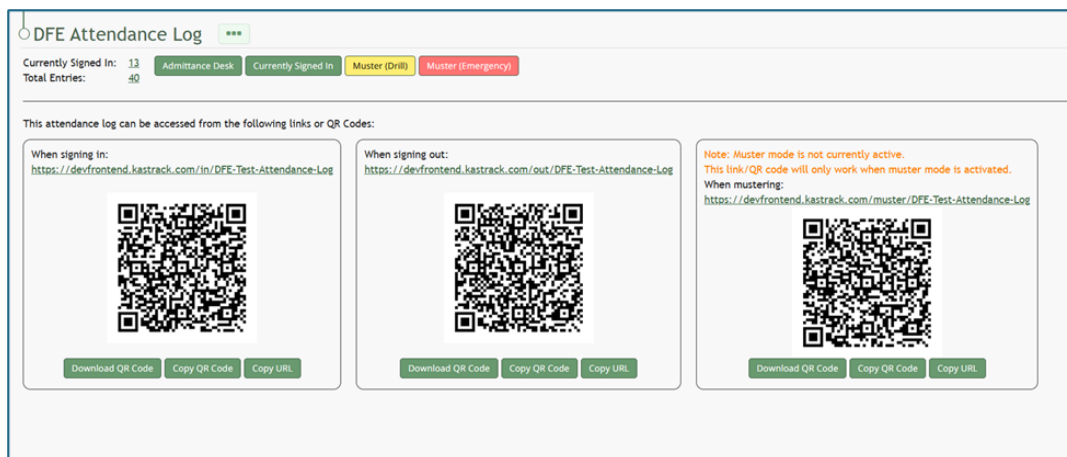 DFE Attendance Log
Currently Signed In: 13
Total Entries: 40
Admittance Desk
Currently Signed In
Muster (Drill)
Muster (Emergency)
This attendance log can be accessed from the following links or QR Codes:
When signing in:
https://devfrontend.kastrack.com/in/DFE-Test-Attendance-Log
Download QR Code
Copy QR Code
Copy URL
When signing out:
https://devfrontend.kastrack.com/out/DFE-Test-Attendance-Log
Download QR Code
Copy QR Code
Copy URL
Note: Muster mode is not currently active.
This link/QR code will only work when muster mode is activated.
When mustering:
https://devfrontend.kastrack.com/muster/DFE-Test-Attendance-Log
Download QR Code
Copy QR Code
Copy URL